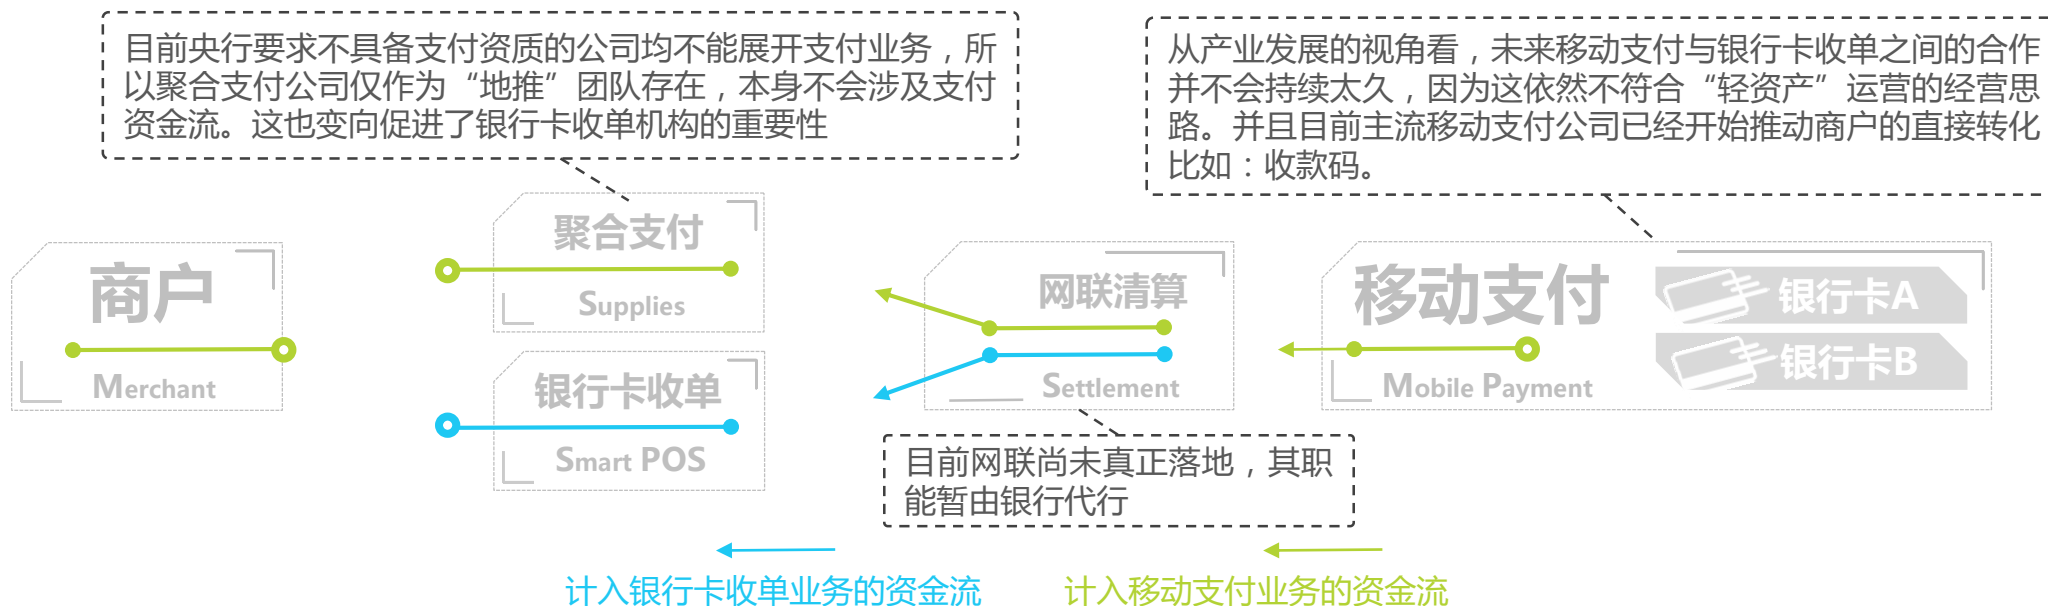 目前央行要求不具备支付资质的公司均不能展开支付业务，所
以聚合支付公司仅作为“地推”团队存在，本身不会涉及支付
资金流。这也变向促进了银行卡收单机构的重要性
从产业发展的视角看，未来移动支付与银行卡收单之间的合作
并不会持续太久，因为这依然不符合“轻资产”运营的经营思
路。并且目前主流移动支付公司已经开始推动商户的直接转化
比如：收款码。
商户
Merchant
聚合支付
Supplies
银行卡收单
Smart POS
网联清算
Settlement
移动支付
Mobile Payment
银行卡A
银行卡B
目前网联尚未真正落地，其职
能暂由银行代行
计入银行卡收单业务的资金流
计入移动支付业务的资金流